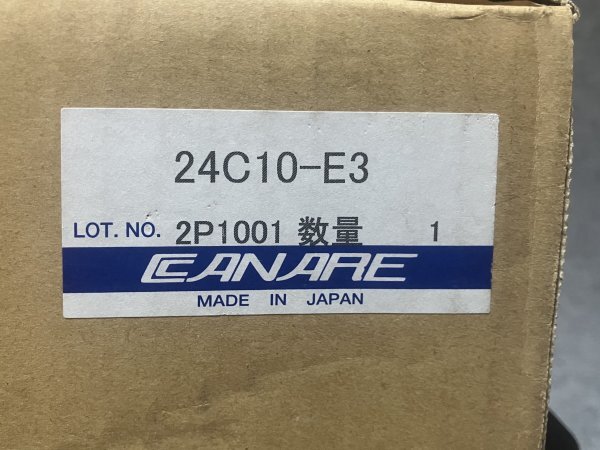 24C10-E3
LOT. NO. 2P1001 数量 1
CANARE
MADE IN JAPAN